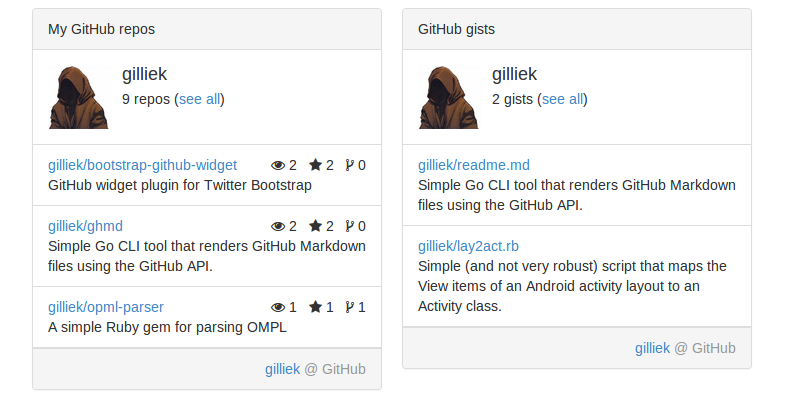 My GitHub repos
gilliek
9 repos (see all)
gilliek/bootstrap-github-widget 2 2 0
GitHub widget plugin for Twitter Bootstrap
gilliek/ghmd 2 2 0
Simple Go CLI tool that renders GitHub Markdown
files using the GitHub API.
gilliek/opml-parser 1 1 1
A simple Ruby gem for parsing OMPL
gilliek @ GitHub
GitHub gists
gilliek
2 gists (see all)
gilliek/readme.md
Simple Go CLI tool that renders GitHub Markdown
files using the GitHub API.
gilliek/lay2act.rb
Simple (and not very robust) script that maps the
View items of an Android activity layout to an
Activity class.
gilliek @ GitHub